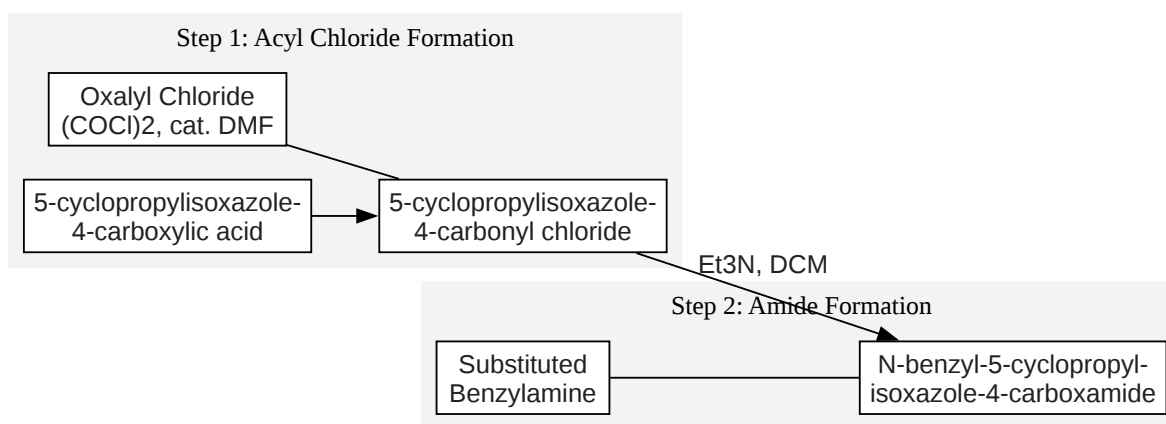 Step 1: Acyl Chloride Formation
Oxalyl Chloride
(COCl)2, cat. DMF
5-cyclopropylisoxazole-
4-carboxylic acid
5-cyclopropylisoxazole-
4-carbonyl chloride
Et3N, DCM
Step 2: Amide Formation
Substituted
Benzylamine
N-benzyl-5-cyclopropyl-
isoxazole-4-carboxamide